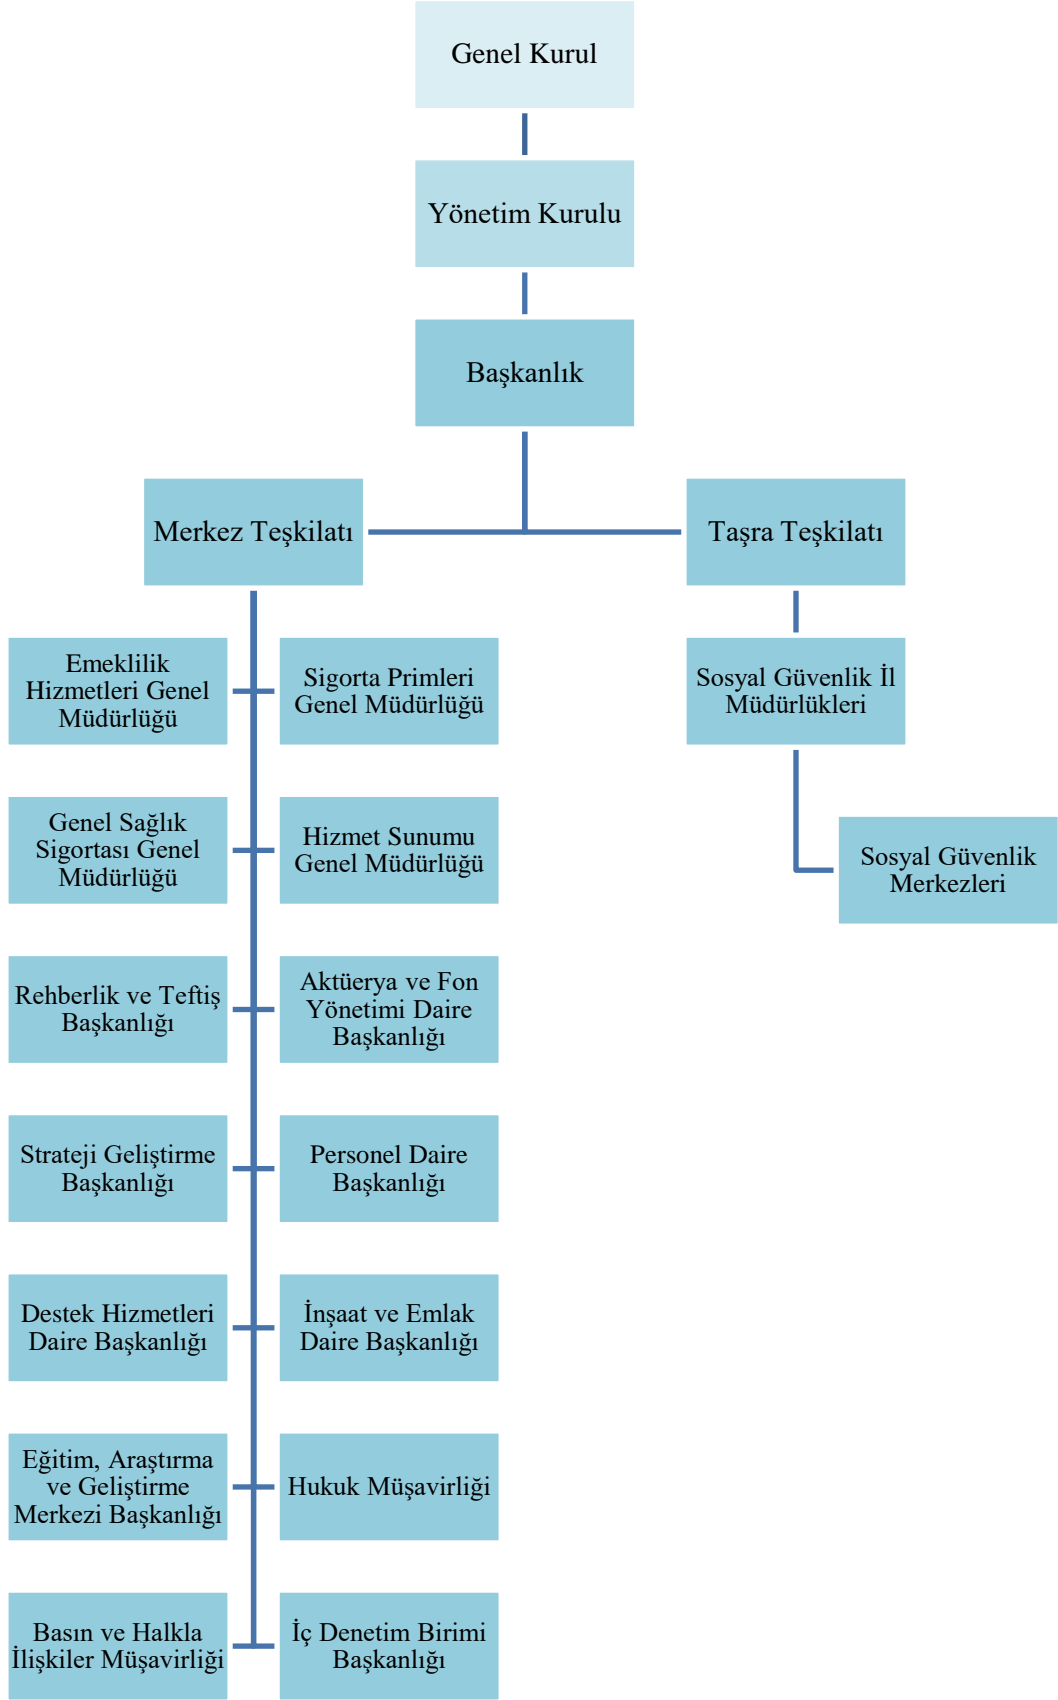 Genel Kurul
Yönetim Kurulu
Başkanlık
Merkez Teşkilatı
Taşra Teşkilatı
Emeklilik
Hizmetleri Genel
Müdürlüğü
Sigorta Primleri
Genel Müdürlüğü
Sosyal Güvenlik İl
Müdürlükleri
Genel Sağlık
Sigortası Genel
Müdürlüğü
Hizmet Sunumu
Genel Müdürlüğü
Sosyal Güvenlik
Merkezleri
Rehberlik ve Teftiş
Başkanlığı
Aktüerya ve Fon
Yönetimi Daire
Başkanlığı
Strateji Geliştirme
Başkanlığı
Personel Daire
Başkanlığı
Destek Hizmetleri
Daire Başkanlığı
İnşaat ve Emlak
Daire Başkanlığı
Eğitim, Araştırma
ve Geliştirme
Merkezi Başkanlığı
Hukuk Müşavirliği
Basın ve Halkla
İlişkiler Müşavirliği
İç Denetim Birimi
Başkanlığı